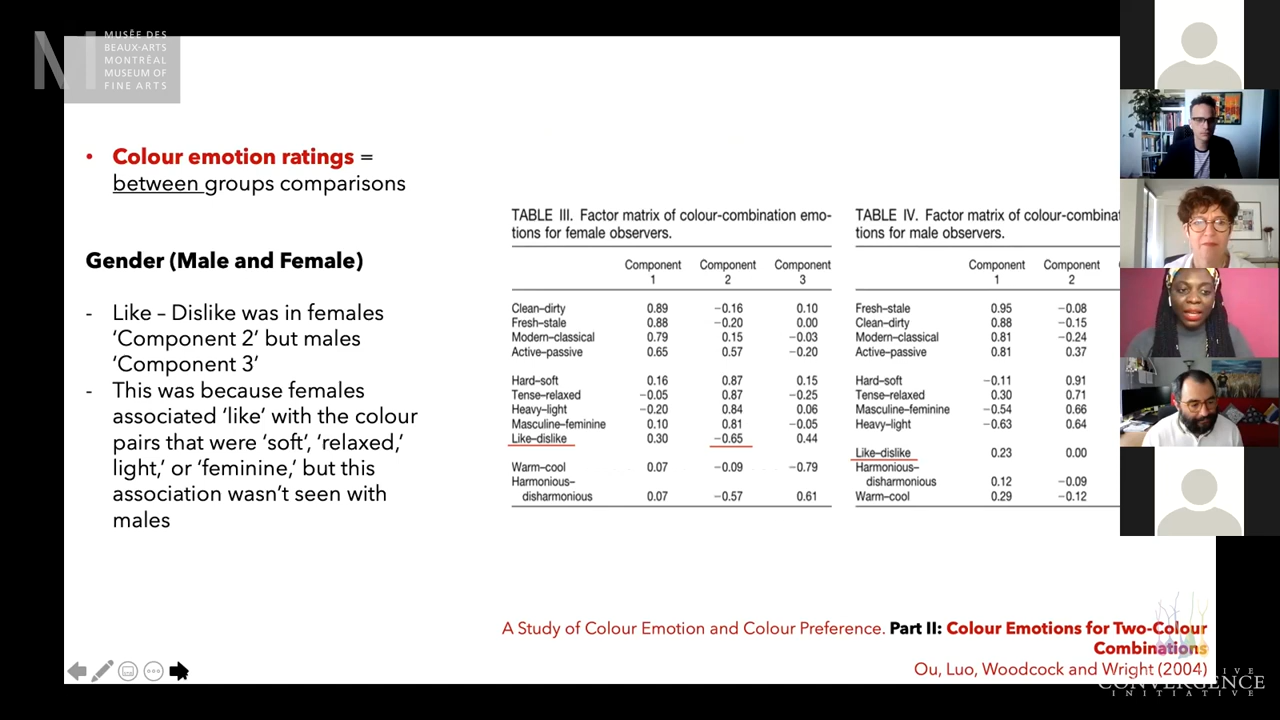 MUSÉE DES
BEAUX-ARTS
MONTRÉAL
MUSEUM OF
FINE ARTS
• Colour emotion ratings =
between groups comparisons
Gender (Male and Female)
- Like – Dislike was in females
'Component 2' but males
'Component 3'
- This was because females
associated 'like' with the colour
pairs that were 'soft', 'relaxed,'
light,' or 'feminine,' but this
association wasn't seen with
males
TABLE III. Factor matrix of colour-combination emo-
tions for female observers.
Component 1 Component 2 Component 3
Clean–dirty 0.89 −0.16 0.10
Fresh–stale 0.88 −0.20 0.00
Modern–classical 0.79 0.15 −0.03
Active–passive 0.65 0.57 −0.20
Hard–soft 0.16 0.87 0.15
Tense–relaxed −0.05 0.87 −0.25
Heavy–light −0.20 0.84 0.06
Masculine–feminine 0.10 0.81 −0.05
Like–dislike 0.30 −0.65 0.44
Warm–cool 0.07 −0.09 −0.79
Harmonious–
disharmonious 0.07 −0.57 0.61
TABLE IV. Factor matrix of colour-combinat
tions for male observers.
Component 1 Component 2
Fresh–stale 0.95 −0.08
Clean–dirty 0.88 −0.15
Modern–classical 0.81 −0.24
Active–passive 0.81 0.37
Hard–soft −0.11 0.91
Tense–relaxed 0.30 0.71
Masculine–feminine −0.54 0.66
Heavy–light −0.63 0.64
Like–dislike 0.23 0.00
Harmonious–
disharmonious 0.12 −0.09
Warm–cool 0.29 −0.12
A Study of Colour Emotion and Colour Preference. Part II: Colour Emotions for Two-Colour
Combinations
Ou, Luo, Woodcock and Wright (2004)
CONVERGENCE
INITIATIVE